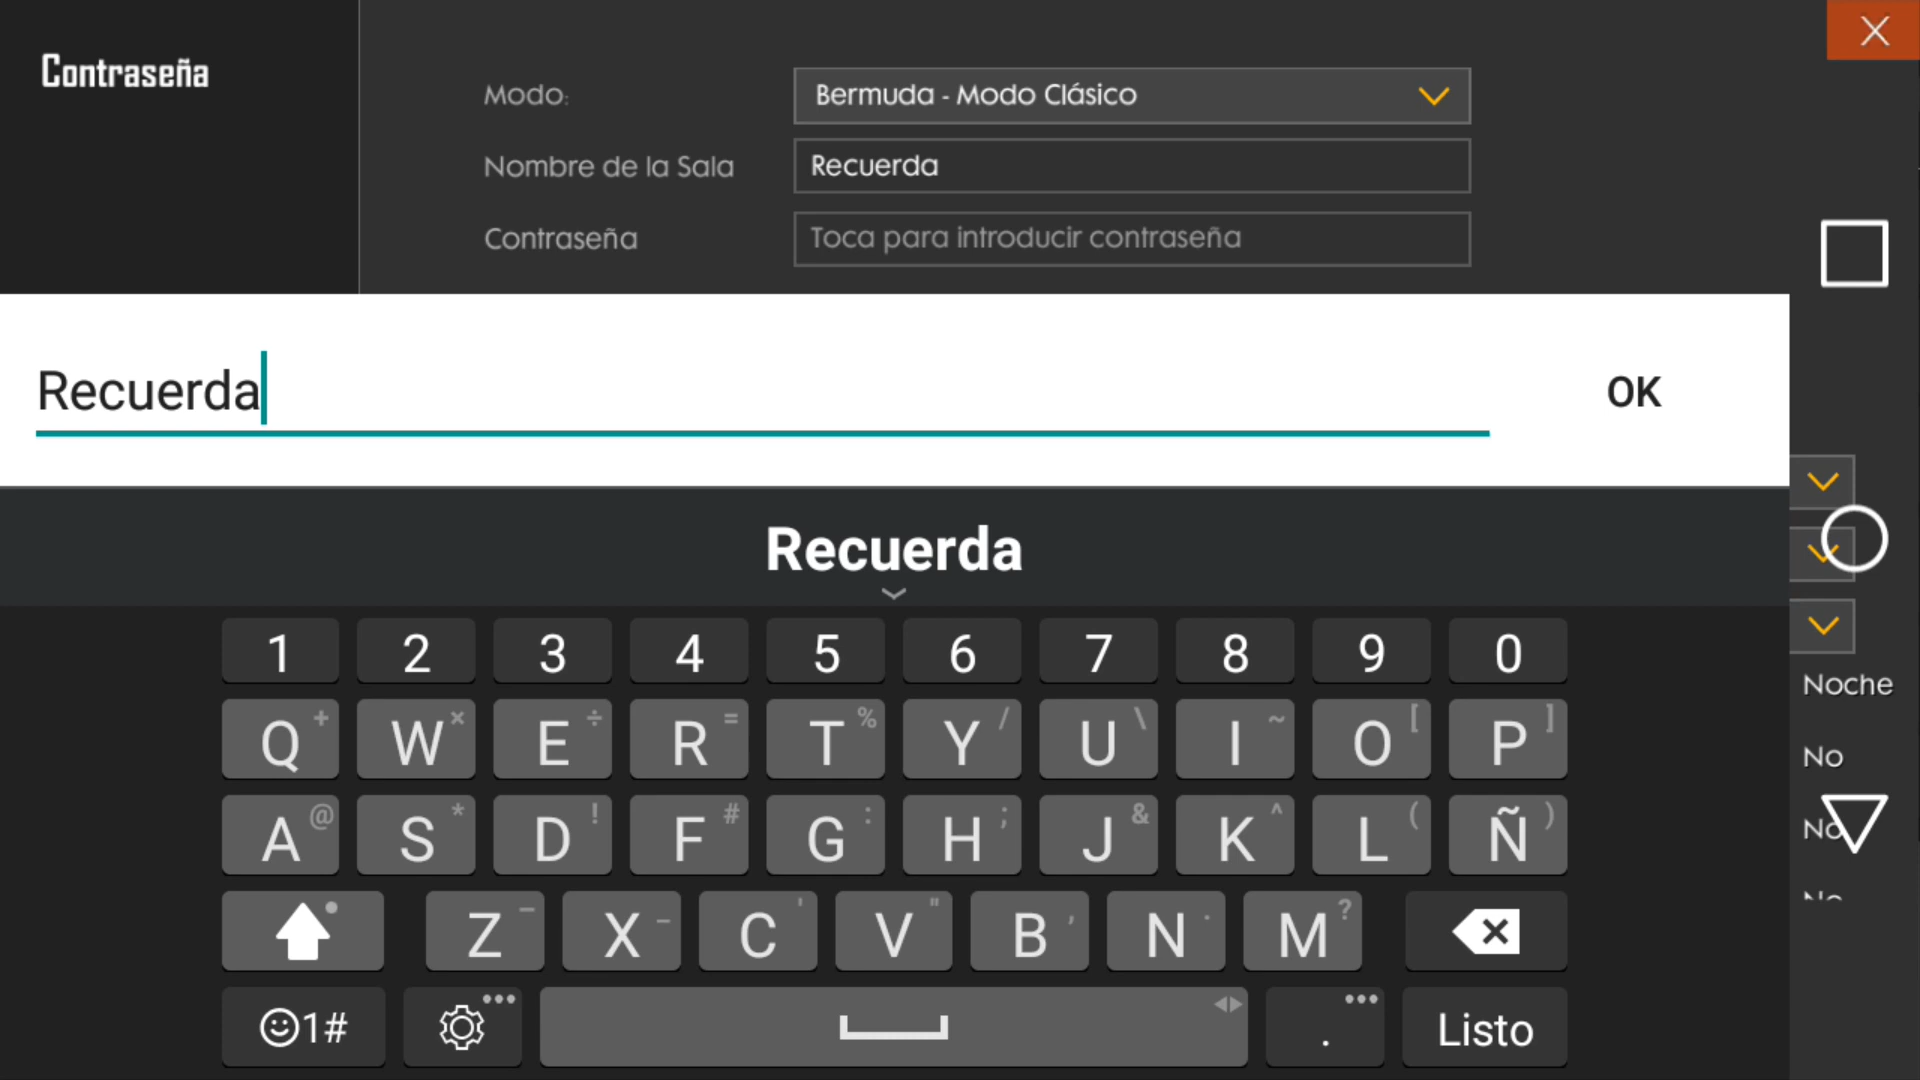 Contraseña
Modo:
Bermuda - Modo Clásico
Nombre de la Sala
Recuerda
Contraseña
Toca para introducir contraseña
Recuerda
OK
Recuerda
1 2 3 4 5 6 7 8 9 0
Q + W × E ÷ R = T % Y / U \ I ~ O [ P ]
A @ S * D ! F # G : H ; J & K ^ L ( Ñ )
Z – X - C ' V " B , N . M ?
1# . Listo
Noche
No
No